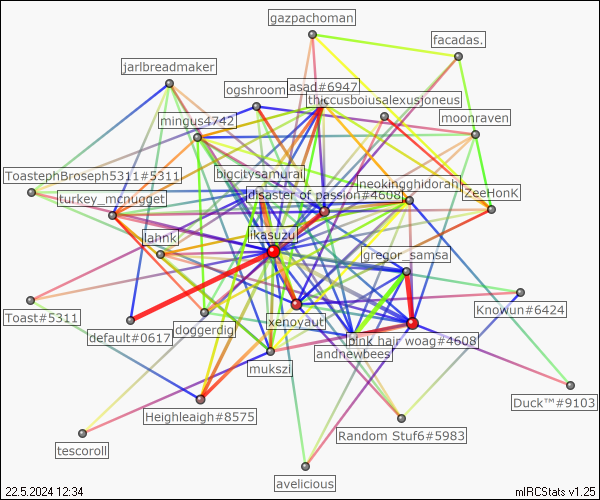 gazpachoman
facadas.
jarlbreadmaker
ogshroom
asad#6947
thiccusboiusalexusjoneus
mingus4742
moonraven
ToastephBroseph5311#5311
bigcitysamurai
neokingghidorah
turkey_mcnugget
disaster of passion#4608
ZeeHonK
lahnk
likasuzu
gregor_samsa
Toast#5311
default#0617
doggerdig
xenoyaut
Knowun#6424
pink hair woag#4608
andnewbees
mukszi
Duck™#9103
Heighleaigh#8575
Random Stuf6#5983
tescoroll
avelicious
22.5.2024 12:34
mIRCStats v1.25